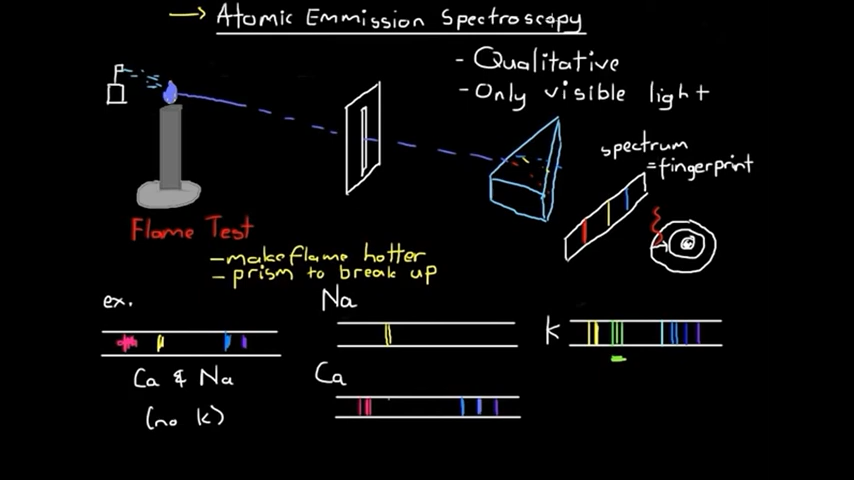 Atomic Emmission Spectroscopy
- Qualitative
- Only visible light
spectrum
= fingerprint
Flame Test
- make flame hotter
- prism to break up
ex.
Na
K
Ca & Na
(no K)
Ca